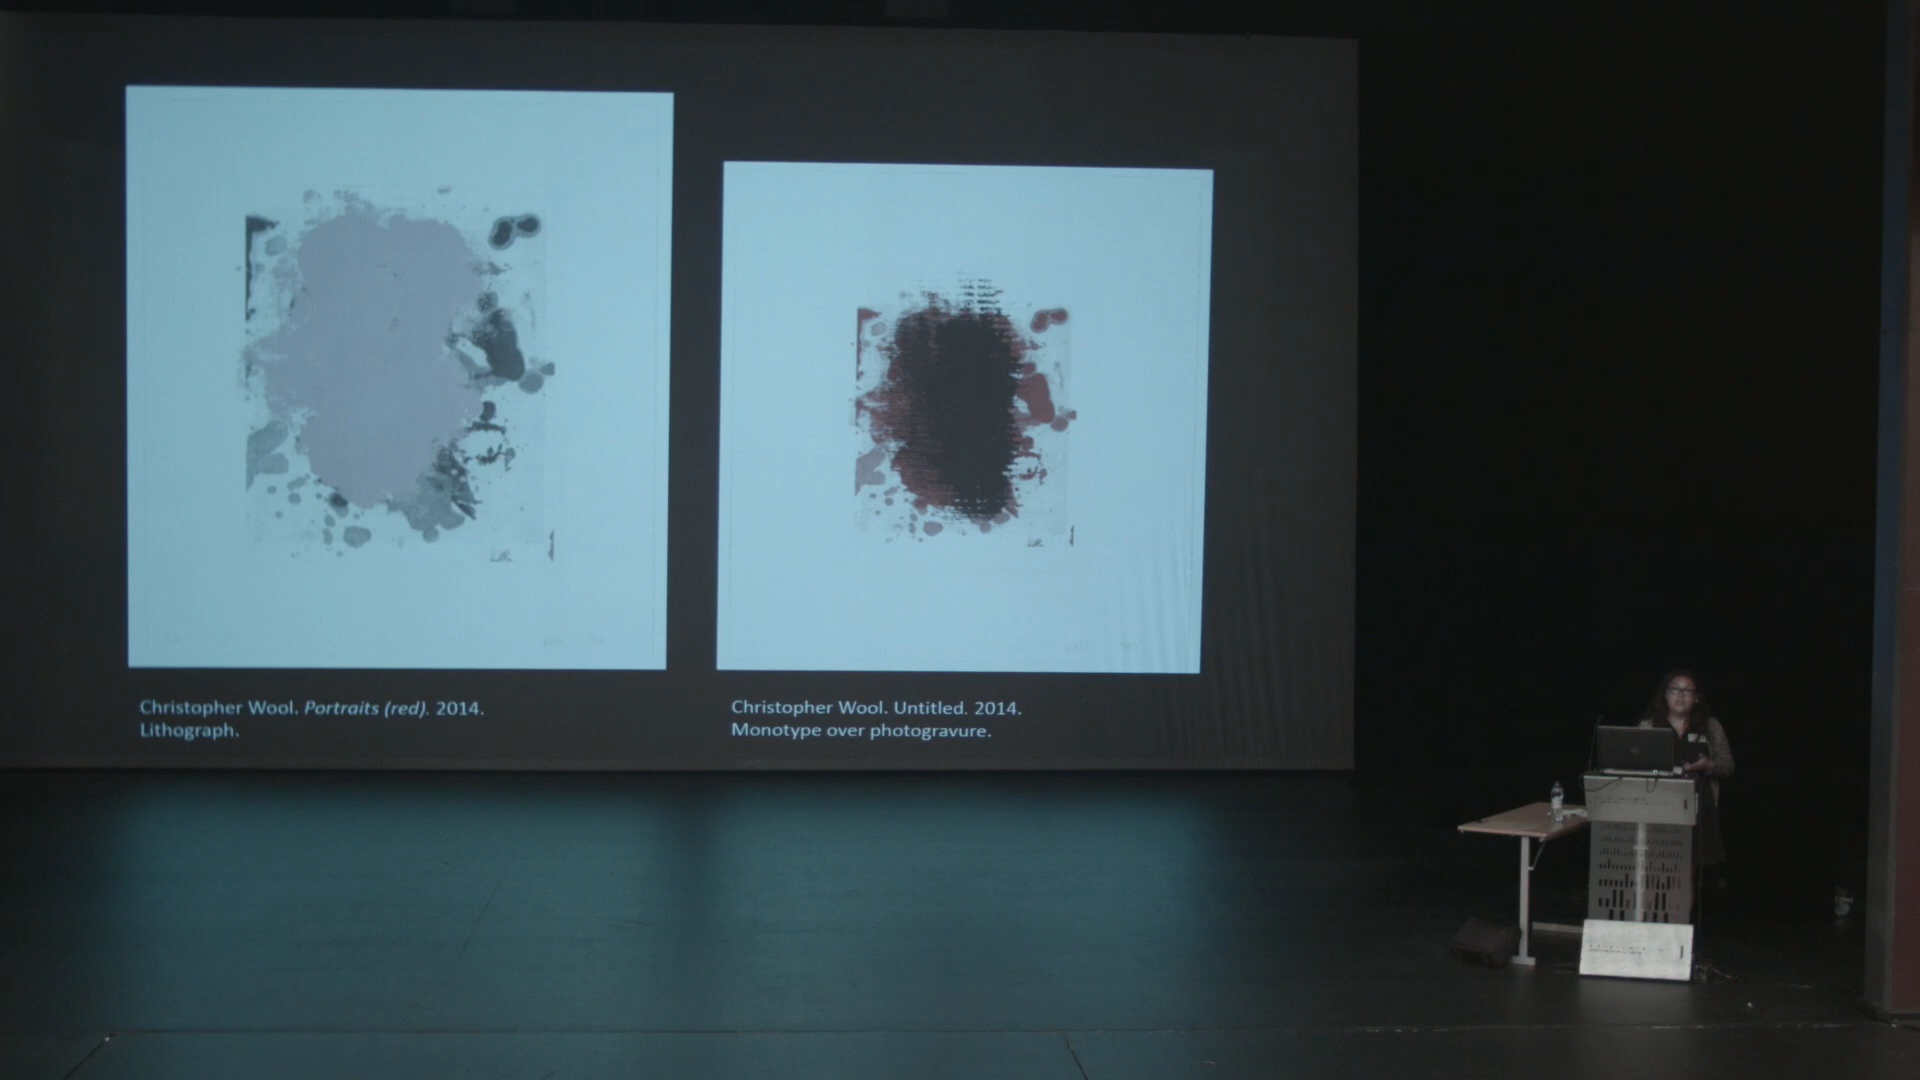 Christopher Wool. Portraits (red). 2014.
Lithograph.
Christopher Wool. Untitled. 2014.
Monotype over photogravure.